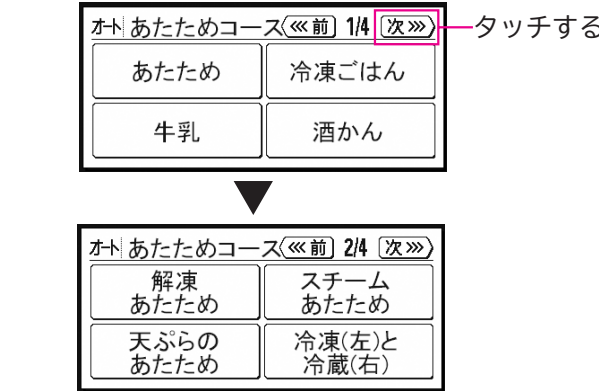 オート あたためコース 前 1/4 次 タッチする
あたため 冷凍ごはん
牛乳 酒かん
オート あたためコース 前 2/4 次
解凍
あたため
スチーム
あたため
天ぷらの
あたため
冷凍(左)と
冷蔵(右)